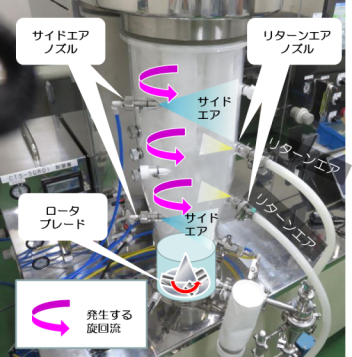 サイドエア
ノズル
リターンエア
ノズル
サイド
エア
リターンエア
リターンエア
ロータ
ブレード
サイド
エア
発生する
旋回流